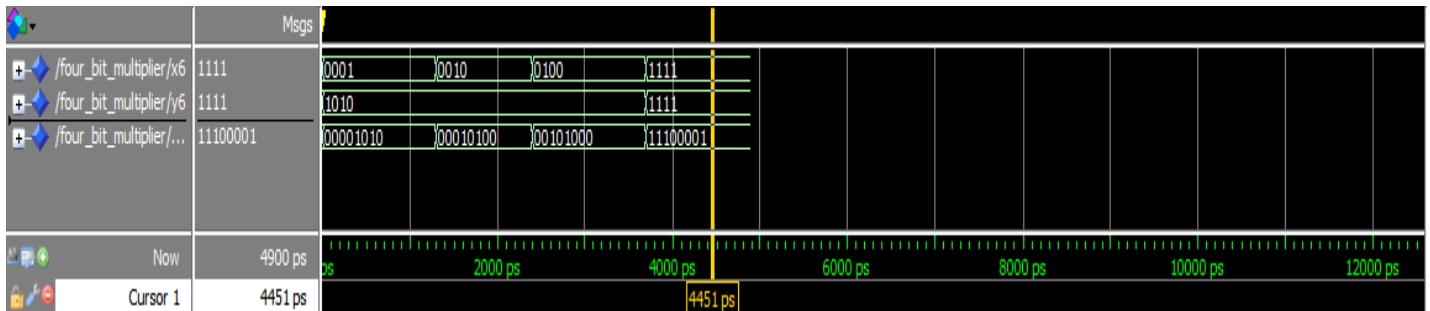 Msgs
/four_bit_multiplier/x6 1111 0001 0010 0100 1111
/four_bit_multiplier/y6 1111 1010 1111
/four_bit_multiplier/... 11100001 00001010 00010100 00101000 11100001
Now 4900 ps ps 2000 ps 4000 ps 6000 ps 8000 ps 10000 ps 12000 ps
Cursor 1 4451 ps 4451 ps